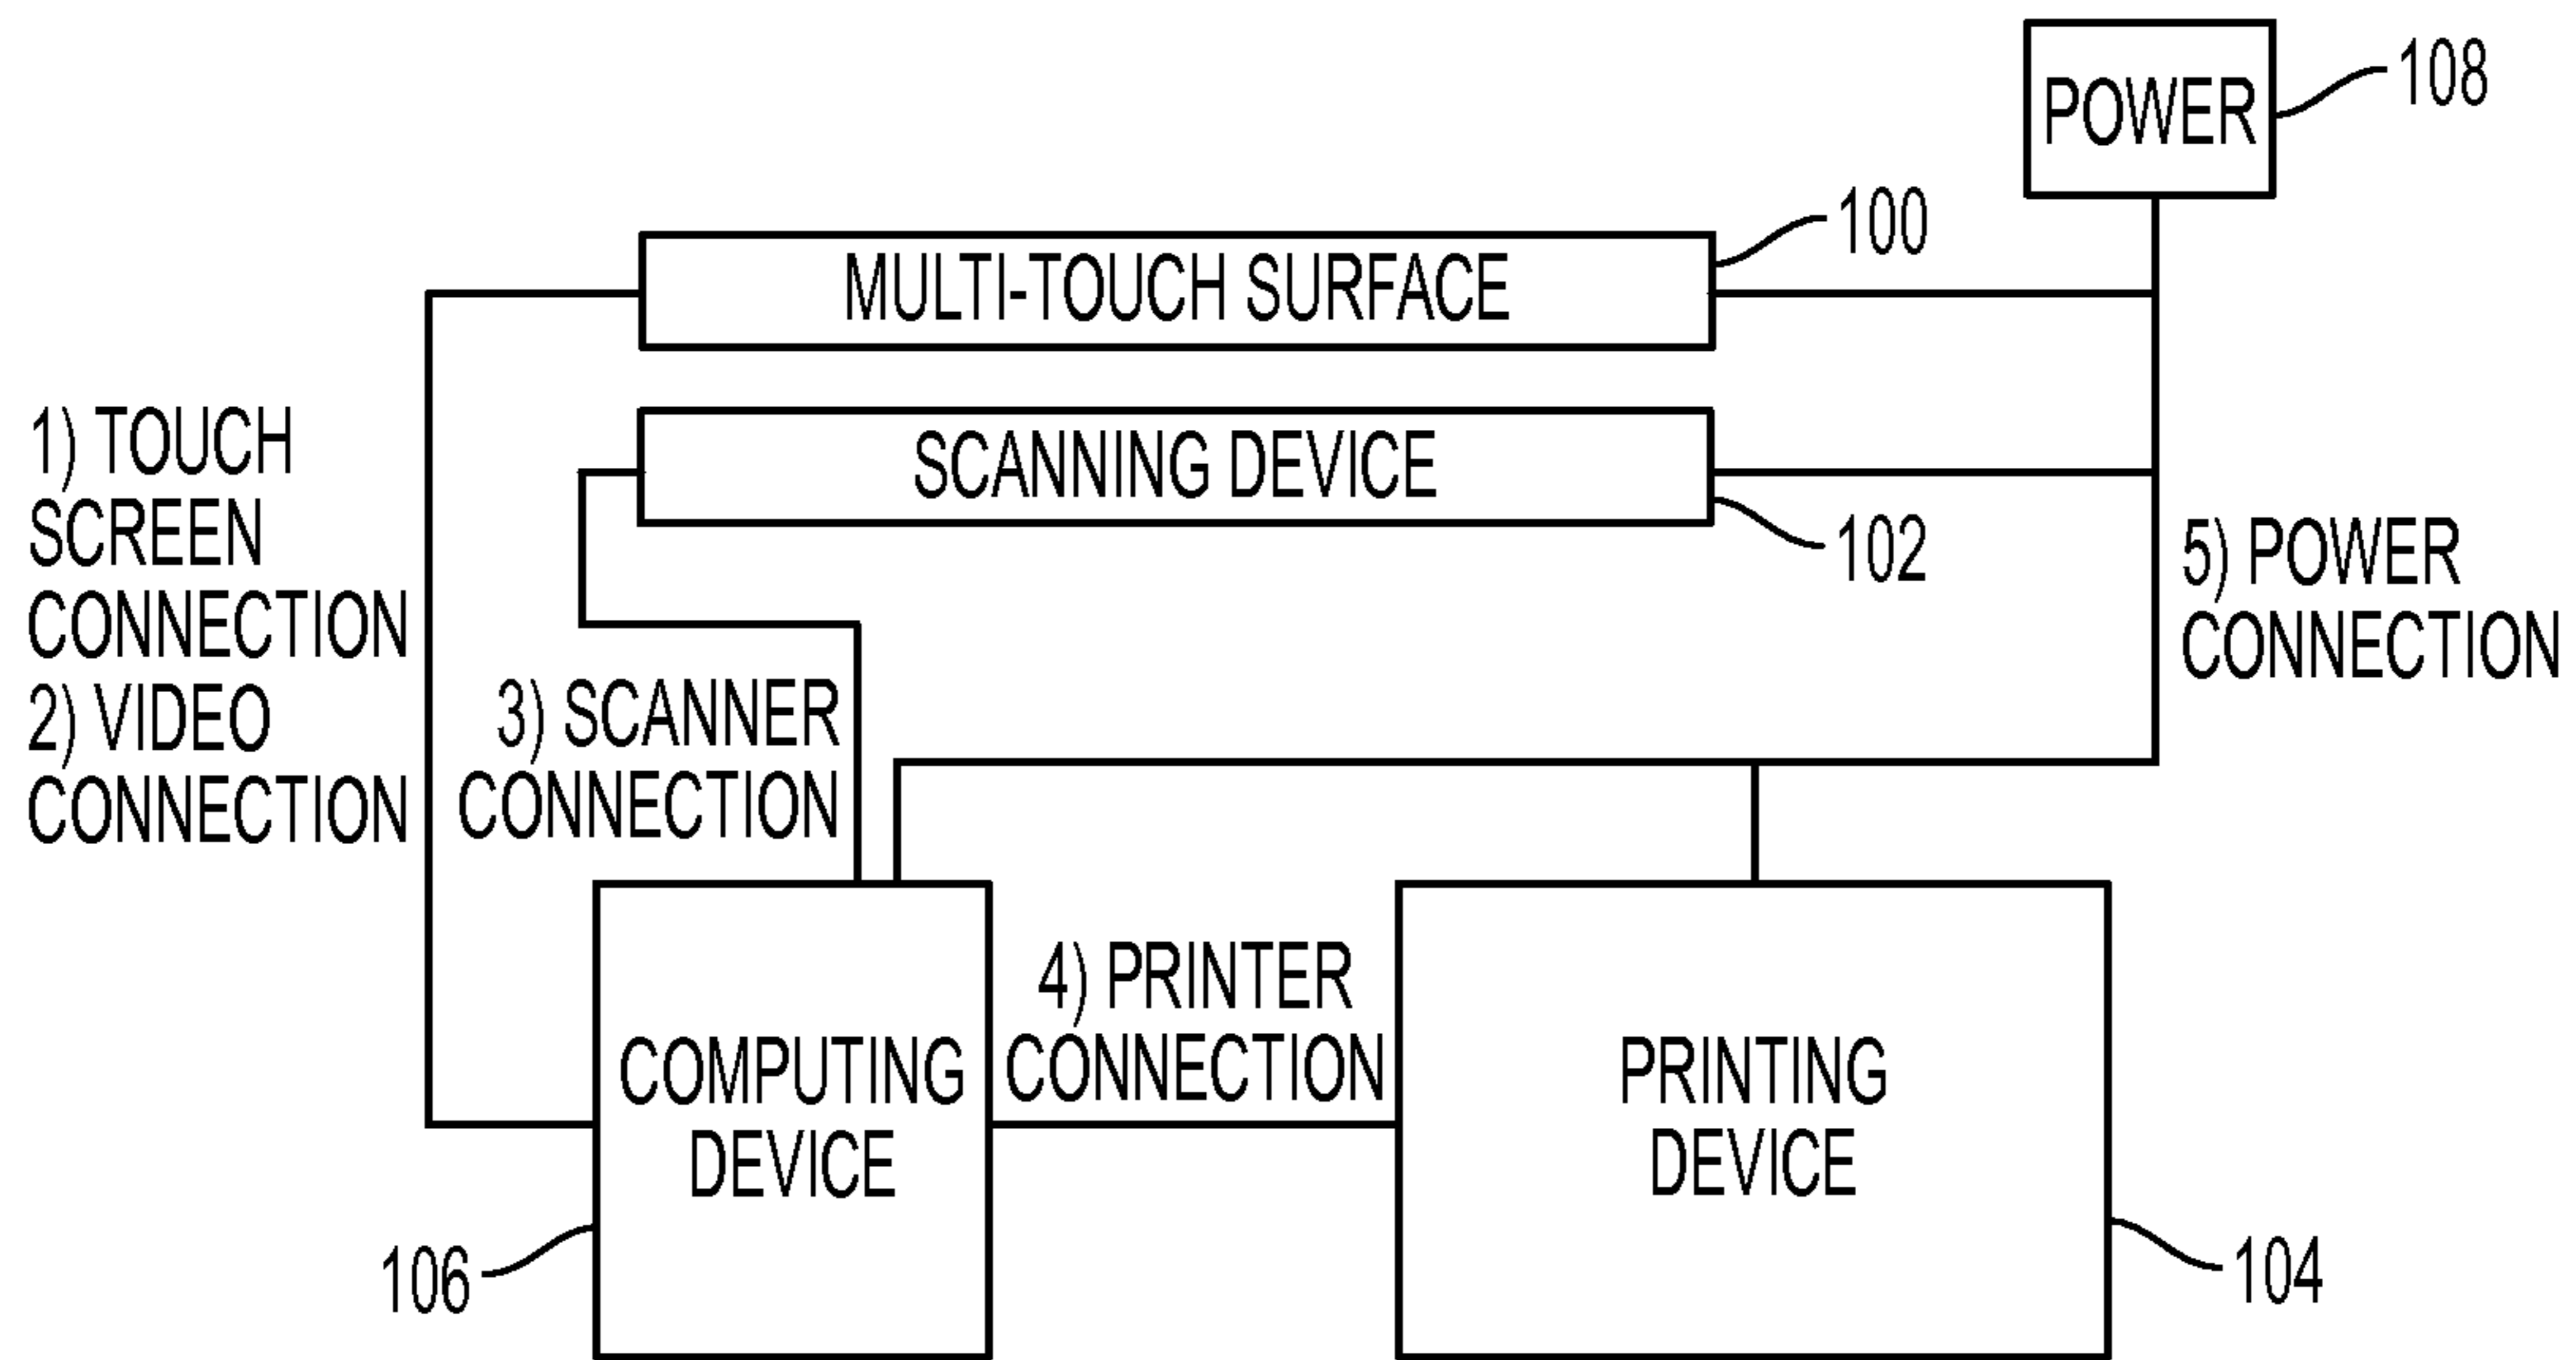 POWER
108
100
MULTI-TOUCH SURFACE
SCANNING DEVICE
102
1) TOUCH
SCREEN
CONNECTION
2) VIDEO
CONNECTION
3) SCANNER
CONNECTION
5) POWER
CONNECTION
4) PRINTER
CONNECTION
COMPUTING
DEVICE
PRINTING
DEVICE
106
104